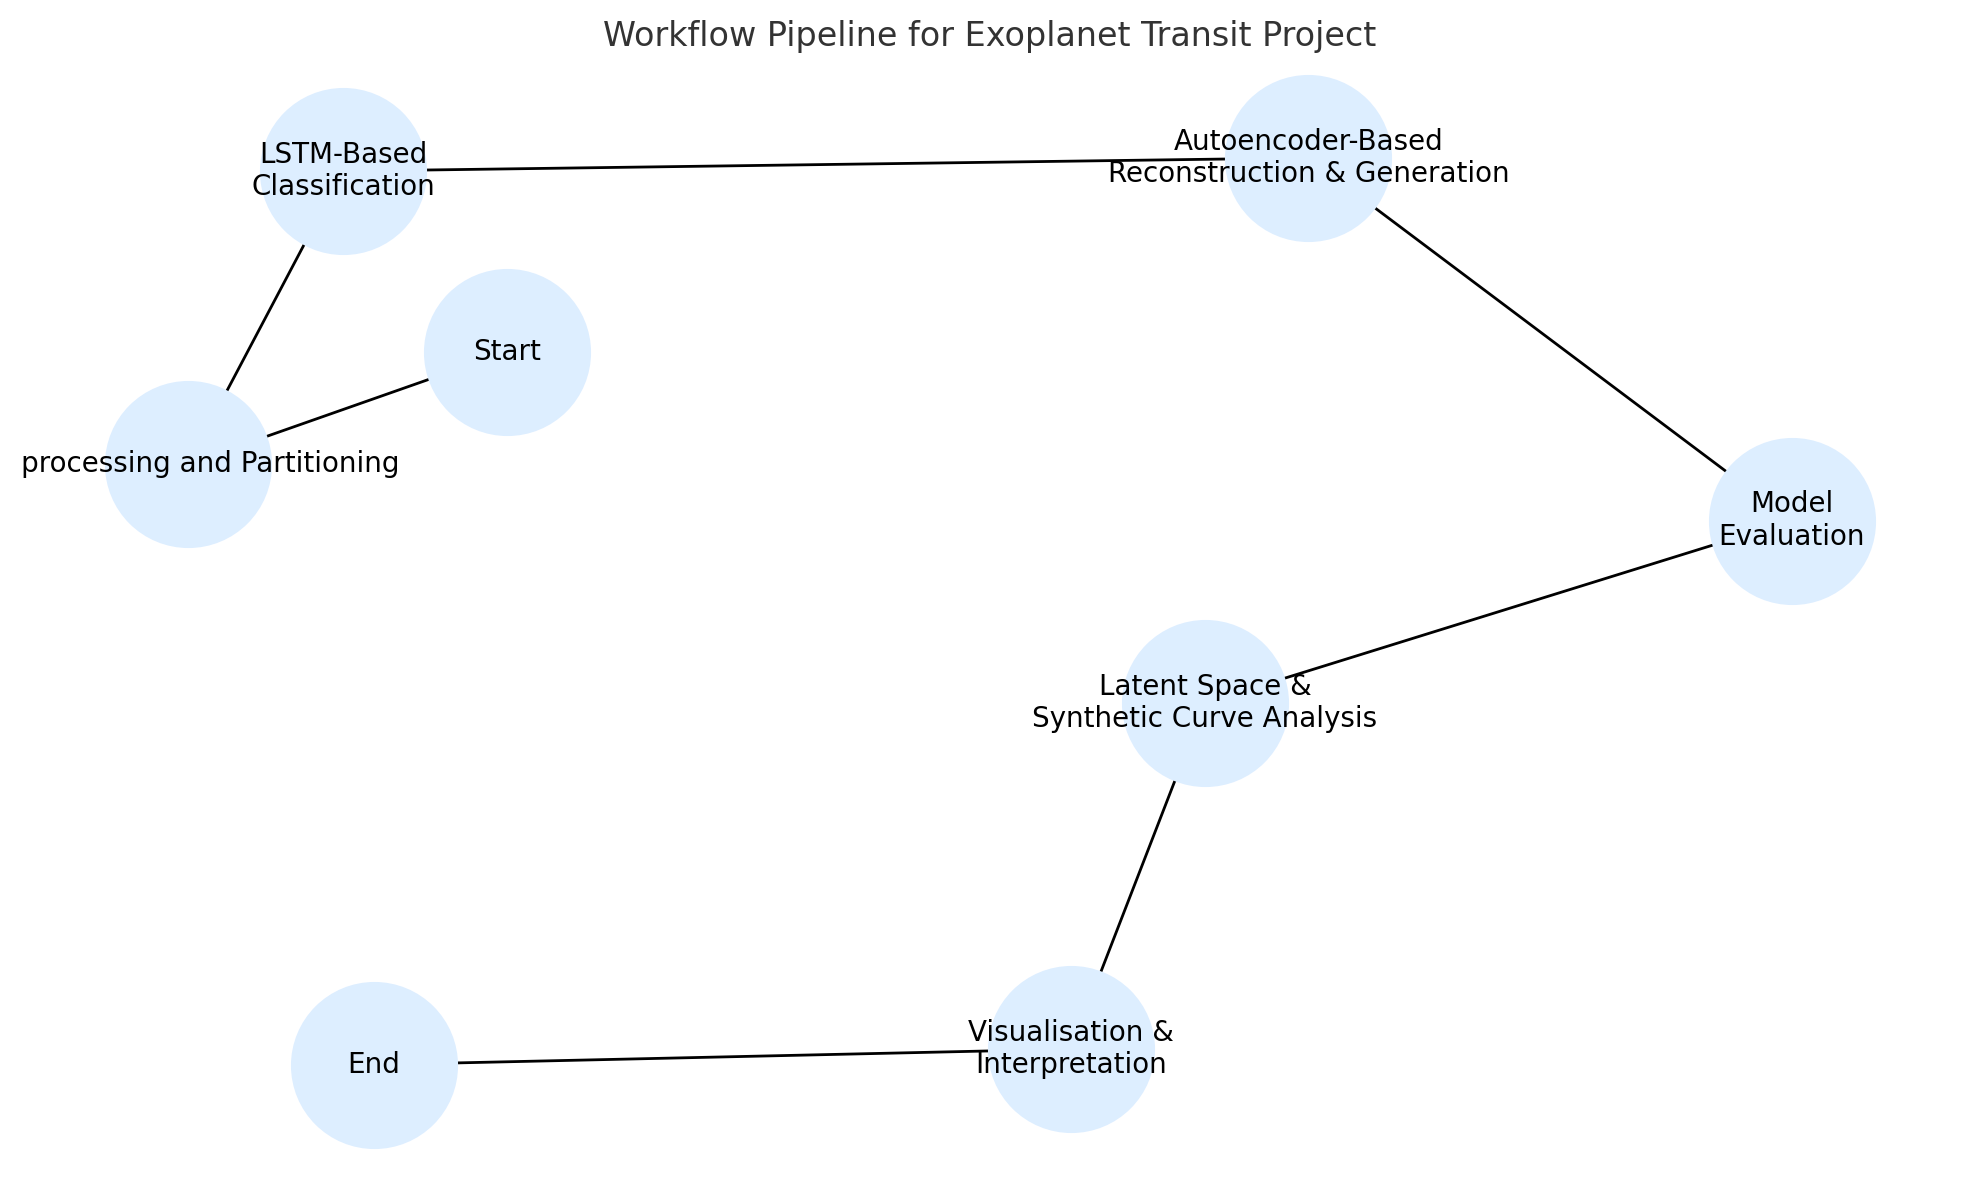 Workflow Pipeline for Exoplanet Transit Project
LSTM-Based
Classification
Autoencoder-Based
Reconstruction & Generation
Start
processing and Partitioning
Model
Evaluation
Latent Space &
Synthetic Curve Analysis
Visualisation &
Interpretation
End